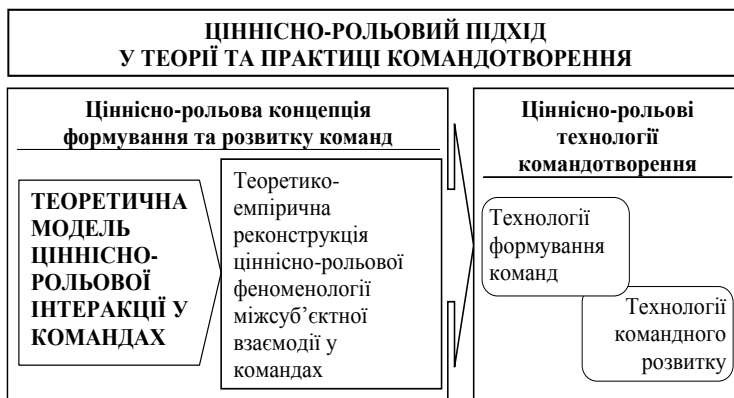 ЦІННІСНО-РОЛЬОВИЙ ПІДХІД
У ТЕОРІЇ ТА ПРАКТИЦІ КОМАНДОТВОРЕННЯ
Ціннісно-рольова концепція
формування та розвитку команд
ТЕОРЕТИЧНА
МОДЕЛЬ
ЦІННІСНО-
РОЛЬОВОЇ
ІНТЕРАКЦІЇ У
КОМАНДАХ
Теоретико-
емпірична
реконструкція
ціннісно-рольової
феноменології
міжсуб’єктної
взаємодії у
командах
Ціннісно-рольові
технології
командотворення
Технології
формування
команд
Технології
командного
розвитку